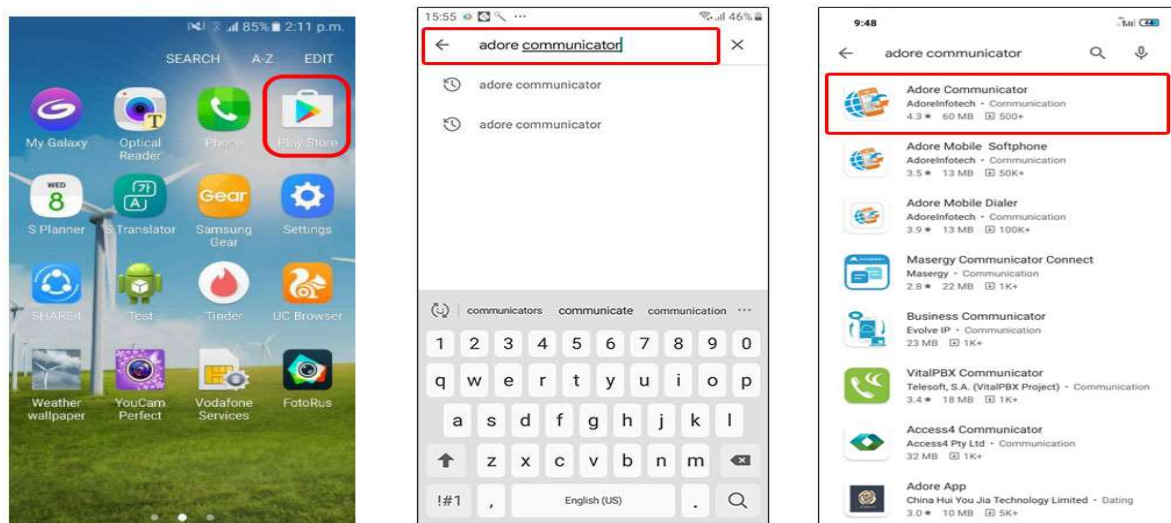 85% 2:11 p.m.
SEARCH A-Z EDIT
My Galaxy
Optical
Reader
Phone
Play Store
WED
8
S Planner
S Translator
Gear
Samsung
Gear
Settings
SHAREit
Test
Tinder
UC Browser
Weather
wallpaper
YouCam
Perfect
Vodafone
Services
FotoRus
15:55 46%
adore communicator
adore communicator
adore communicator
communicators communicate communication
1 2 3 4 5 6 7 8 9 0
q w e r t y u i o p
a s d f g h j k l
z x c v b n m
!#1 , English (US) .
9:48
adore communicator
Adore Communicator
AdoreInfotech • Communication
4.3 ★ 60 MB 500+
Adore Mobile Softphone
AdoreInfotech • Communication
3.5 ★ 13 MB 50K+
Adore Mobile Dialer
AdoreInfotech • Communication
3.9 ★ 13 MB 100K+
Masergy Communicator Connect
Masergy • Communication
2.8 ★ 22 MB 1K+
Business Communicator
Evolve IP • Communication
23 MB 1K+
VitalPBX Communicator
Telesoft, S.A. (VitalPBX Project) • Communication
3.4 ★ 18 MB 1K+
Access4 Communicator
Access4 Pty Ltd • Communication
32 MB 1K+
Adore App
China Hui You Jia Technology Limited • Dating
3.0 ★ 10 MB 5K+